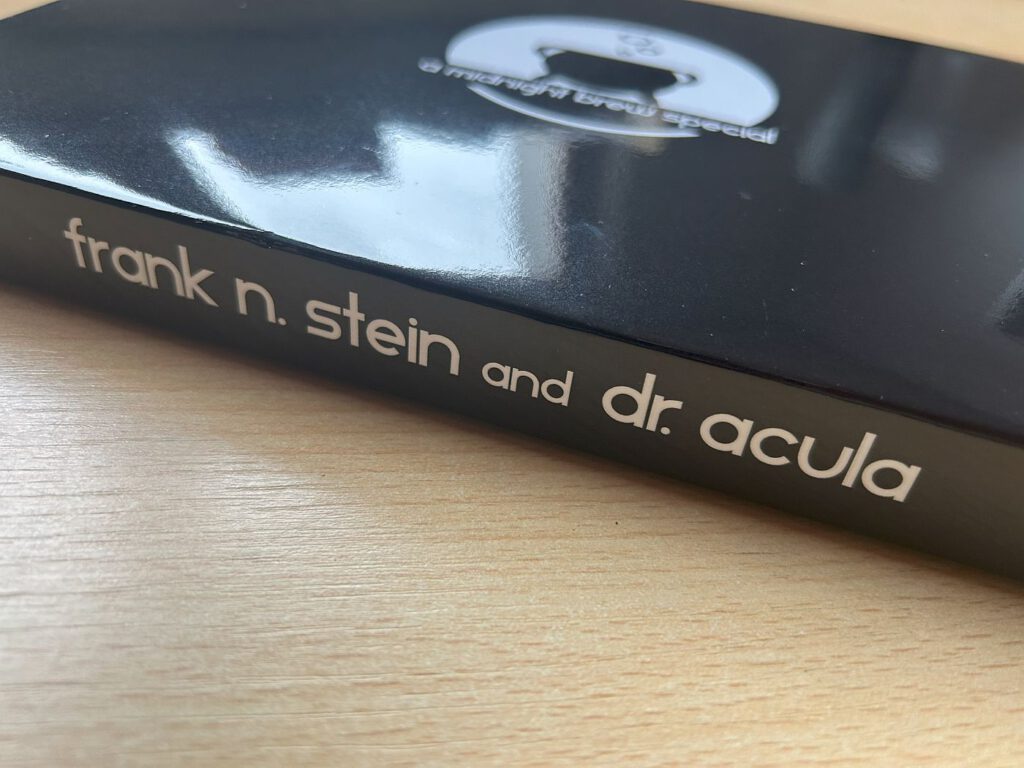 a midnight brew special
frank n. stein and dr. acula